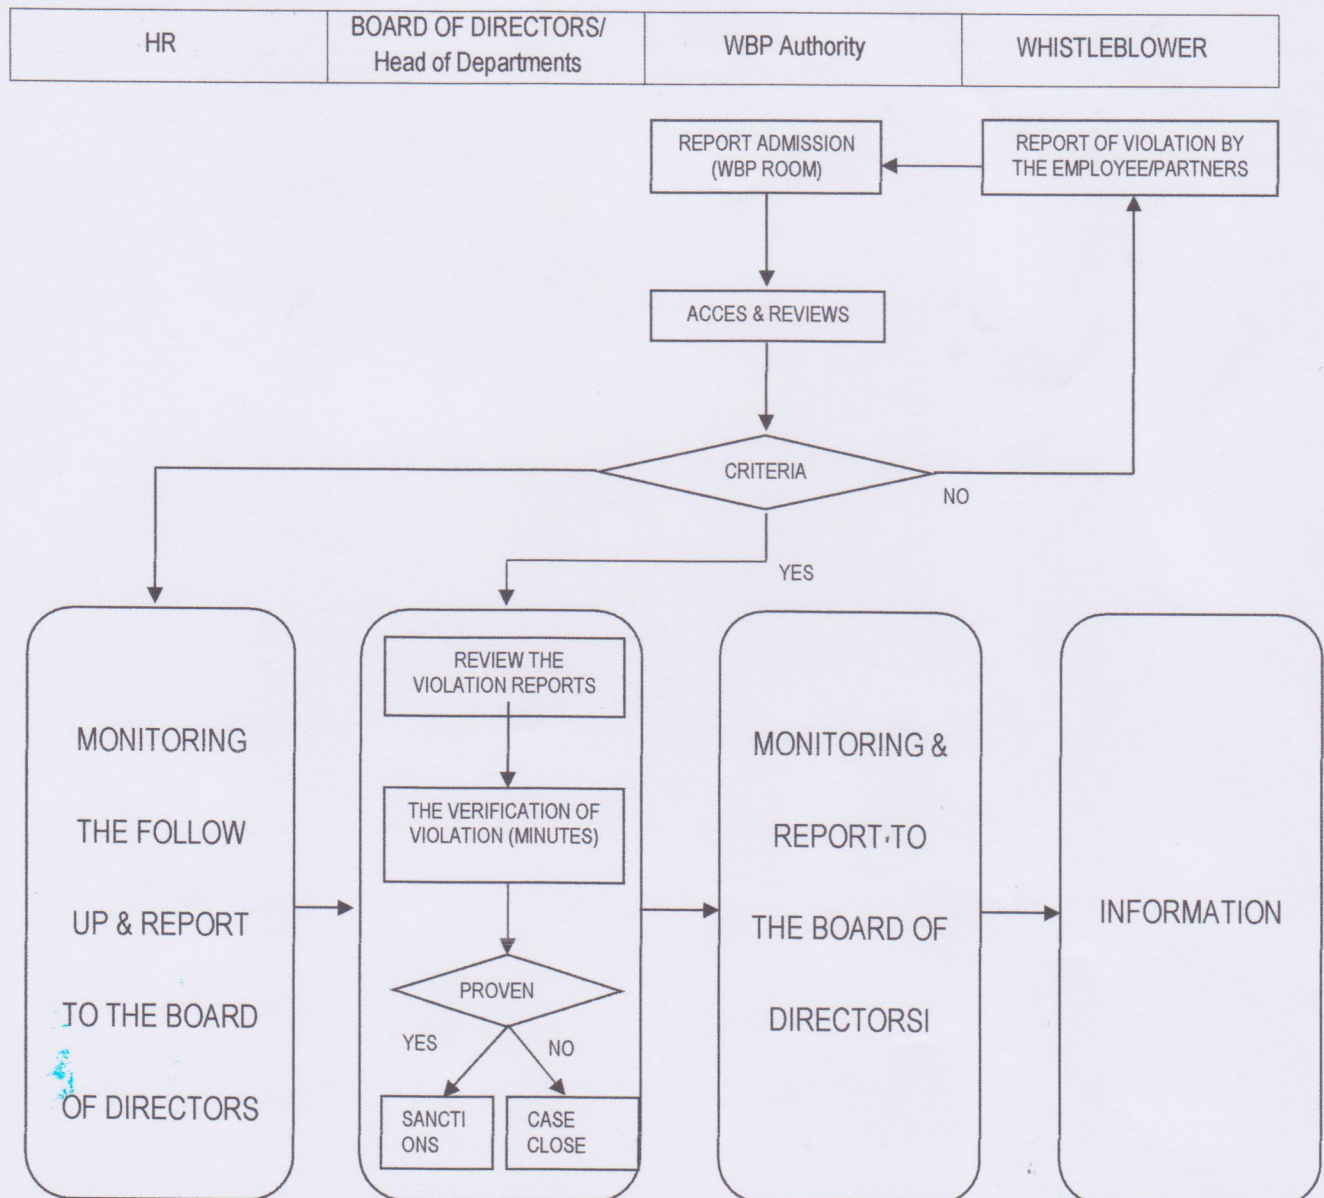 HR
BOARD OF DIRECTORS/
Head of Departments
WBP Authority
WHISTLEBLOWER
REPORT ADMISSION
(WBP ROOM)
REPORT OF VIOLATION BY
THE EMPLOYEE/PARTNERS
ACCES & REVIEWS
CRITERIA
NO
YES
MONITORING
THE FOLLOW
UP & REPORT
TO THE BOARD
OF DIRECTORS
REVIEW THE
VIOLATION REPORTS
THE VERIFICATION OF
VIOLATION (MINUTES)
PROVEN
YES
NO
SANCTI
ONS
CASE
CLOSE
MONITORING &
REPORT TO
THE BOARD OF
DIRECTORSI
INFORMATION